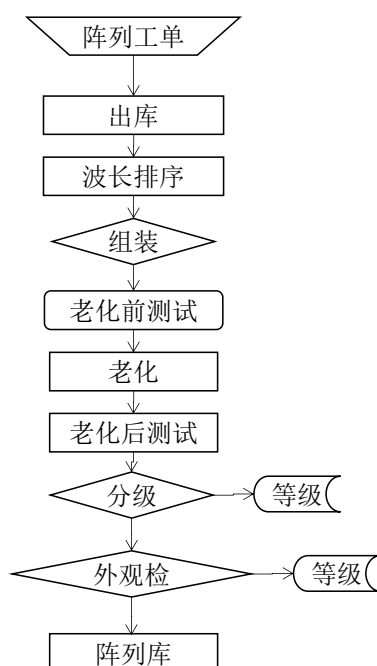 阵列工单
出库
波长排序
组装
老化前测试
老化
老化后测试
分级
等级
外观检
等级
阵列库